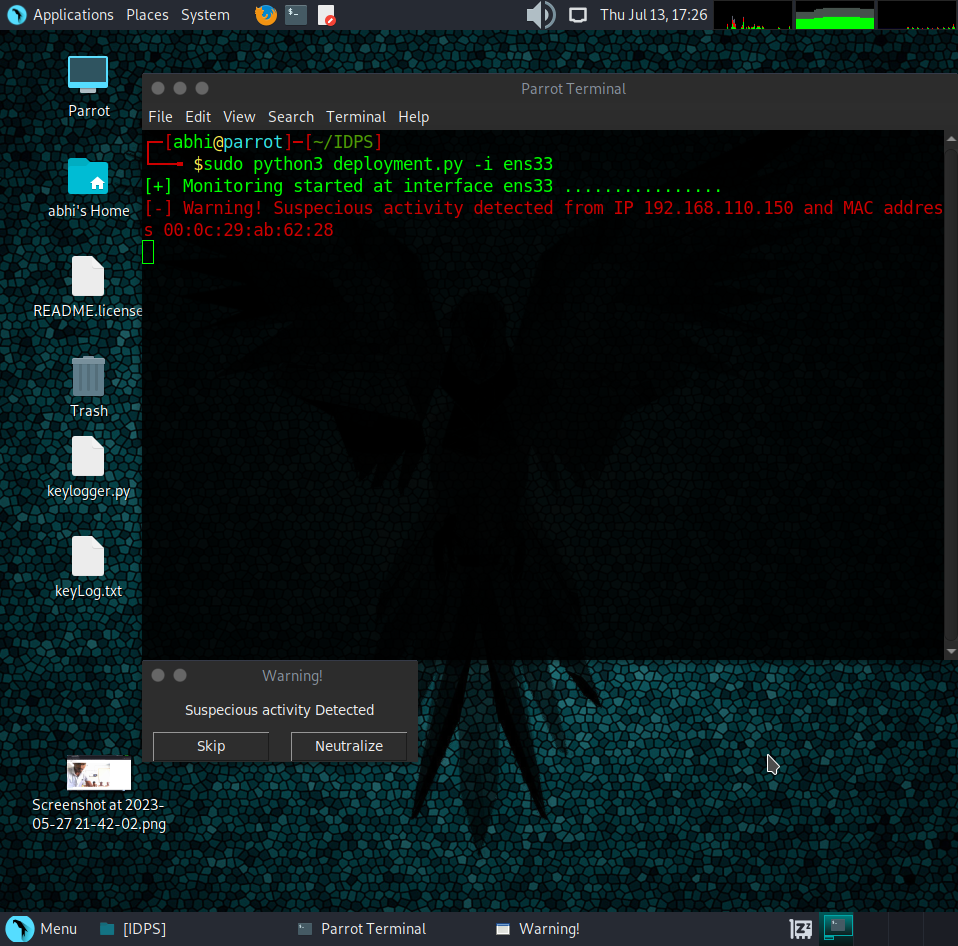 Applications Places System
Thu Jul 13, 17:26
Parrot
abhi's Home
README.license
Trash
keylogger.py
keyLog.txt
Screenshot at 2023-
05-27 21-42-02.png
Parrot Terminal
File Edit View Search Terminal Help
┌─[abhi@parrot]─[~/IDPS]
└──╼ $sudo python3 deployment.py -i ens33
[+] Monitoring started at interface ens33 ................
[-] Warning! Suspecious activity detected from IP 192.168.110.150 and MAC addres
s 00:0c:29:ab:62:28
Warning!
Suspecious activity Detected
Skip Neutralize
Menu [IDPS] Parrot Terminal Warning!